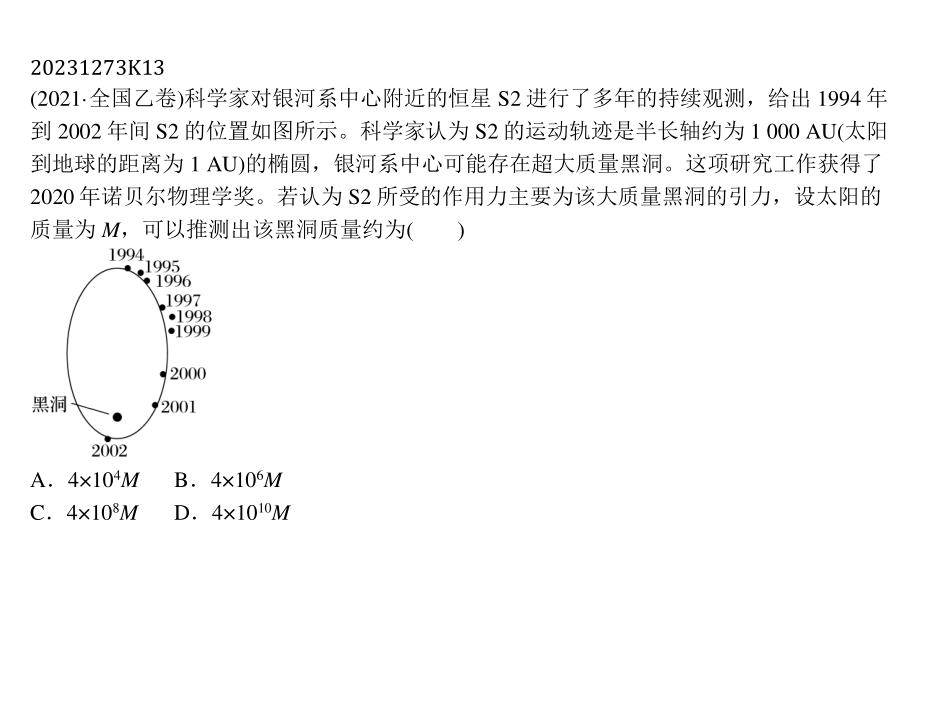 20231273K13
(2021·全国乙卷)科学家对银河系中心附近的恒星 S2 进行了多年的持续观测，给出 1994 年
到 2002 年间 S2 的位置如图所示。科学家认为 S2 的运动轨迹是半长轴约为 1 000 AU(太阳
到地球的距离为 1 AU)的椭圆，银河系中心可能存在超大质量黑洞。这项研究工作获得了
2020 年诺贝尔物理学奖。若认为 S2 所受的作用力主要为该大质量黑洞的引力，设太阳的
质量为 M，可以推测出该黑洞质量约为(　　)
1994
1995
1996
1997
1998
1999
2000
黑洞
2001
2002
A．4×10⁴M　B．4×10⁶M
C．4×10⁸M　D．4×10¹⁰M